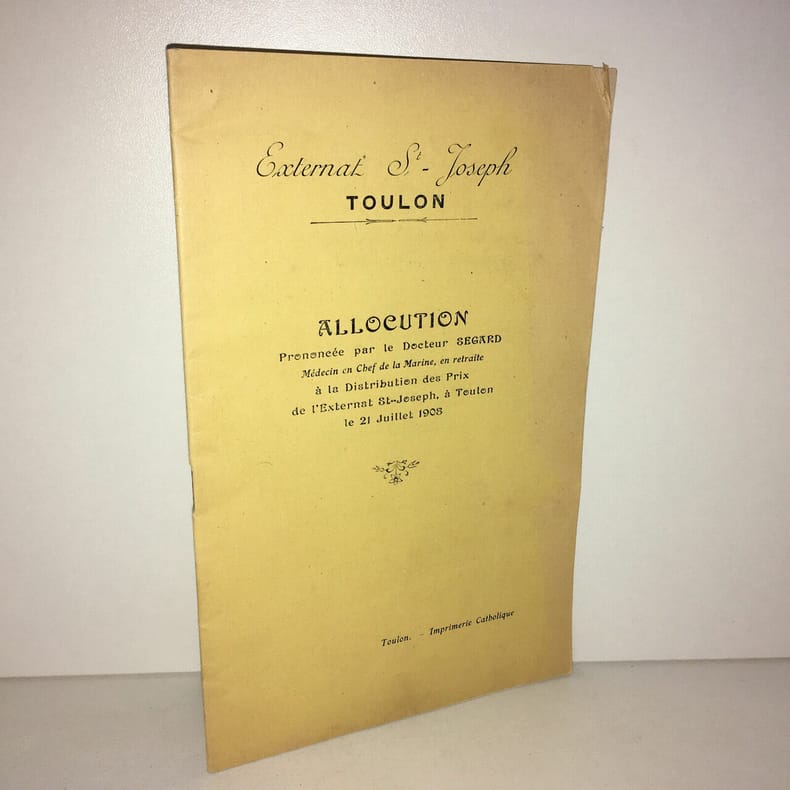 Externat St - Joseph
TOULON
ALLOCUTION
Prononcée par le Docteur SEGARD
Médecin en Chef de la Marine, en retraite
à la Distribution des Prix
de l'Externat St-Joseph, à Toulon
le 21 Juillet 1908
Toulon. – Imprimerie Catholique